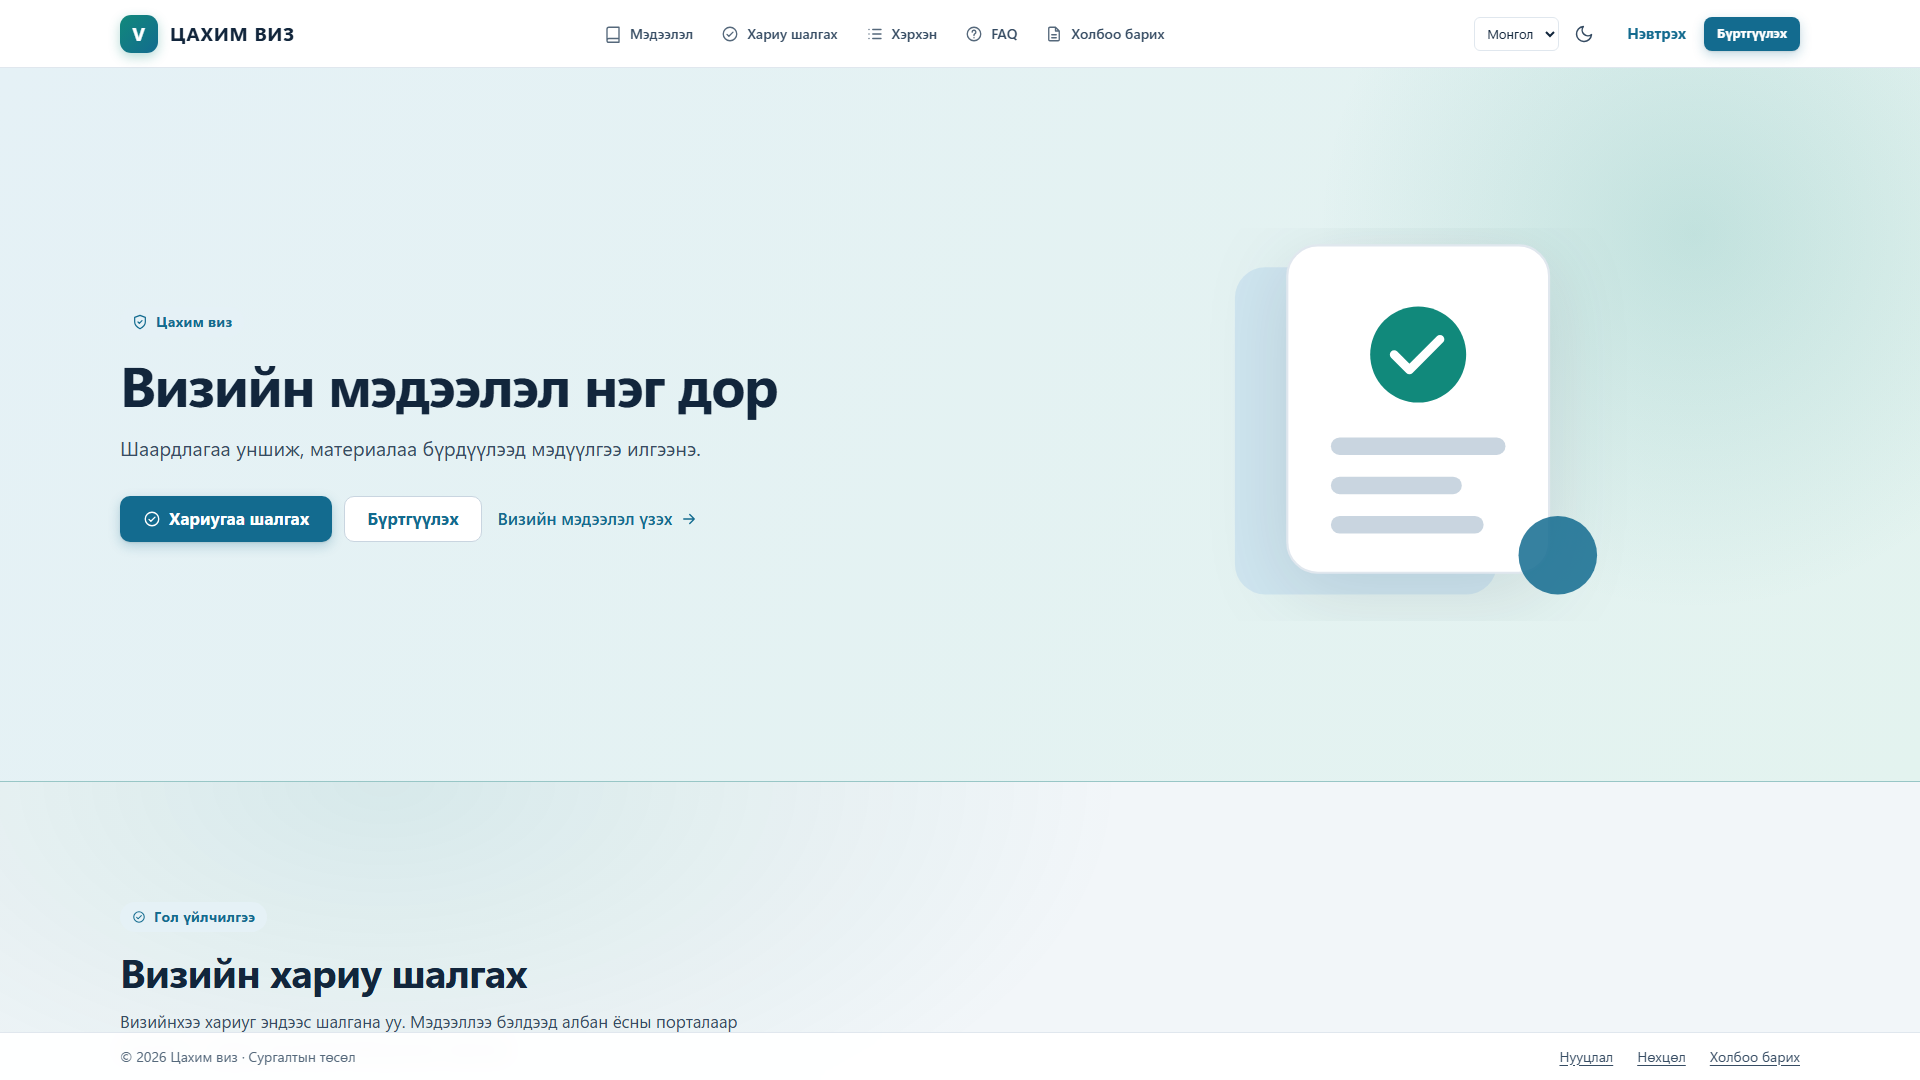 V ЦАХИМ ВИЗ
Мэдээлэл Хариу шалгах Хэрхэн FAQ Холбоо барих
Монгол Нэвтрэх Бүртгүүлэх
Цахим виз
Визийн мэдээлэл нэг дор
Шаардлагаа уншиж, материалаа бүрдүүлээд мэдүүлгээ илгээнэ.
Хариугаа шалгах Бүртгүүлэх Визийн мэдээлэл үзэх →
Гол үйлчилгээ
Визийн хариу шалгах
Визийнхээ хариуг эндээс шалгана уу. Мэдээллээ бэлдээд албан ёсны порталаар
© 2026 Цахим виз · Сургалтын төсөл
Нууцлал Нөхцөл Холбоо барих